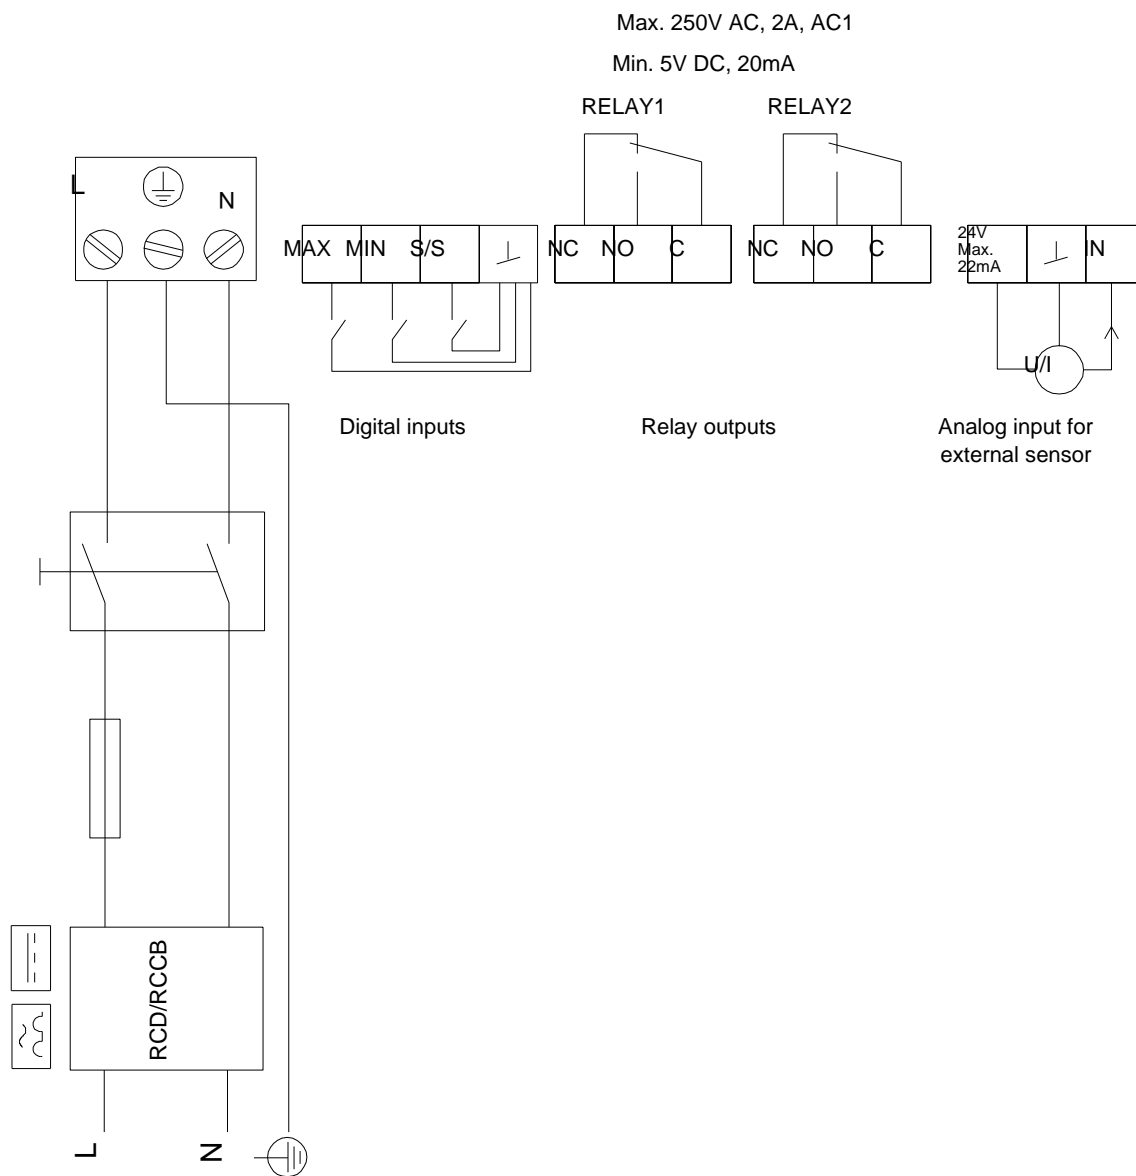 Max. 250V AC, 2A, AC1
Min. 5V DC, 20mA
RELAY1
RELAY2
L
N
MAX
MIN
S/S
NC
NO
C
NC
NO
C
24V
Max.
22mA
IN
U/I
Digital inputs
Relay outputs
Analog input for
external sensor
RCD/RCCB
L
N